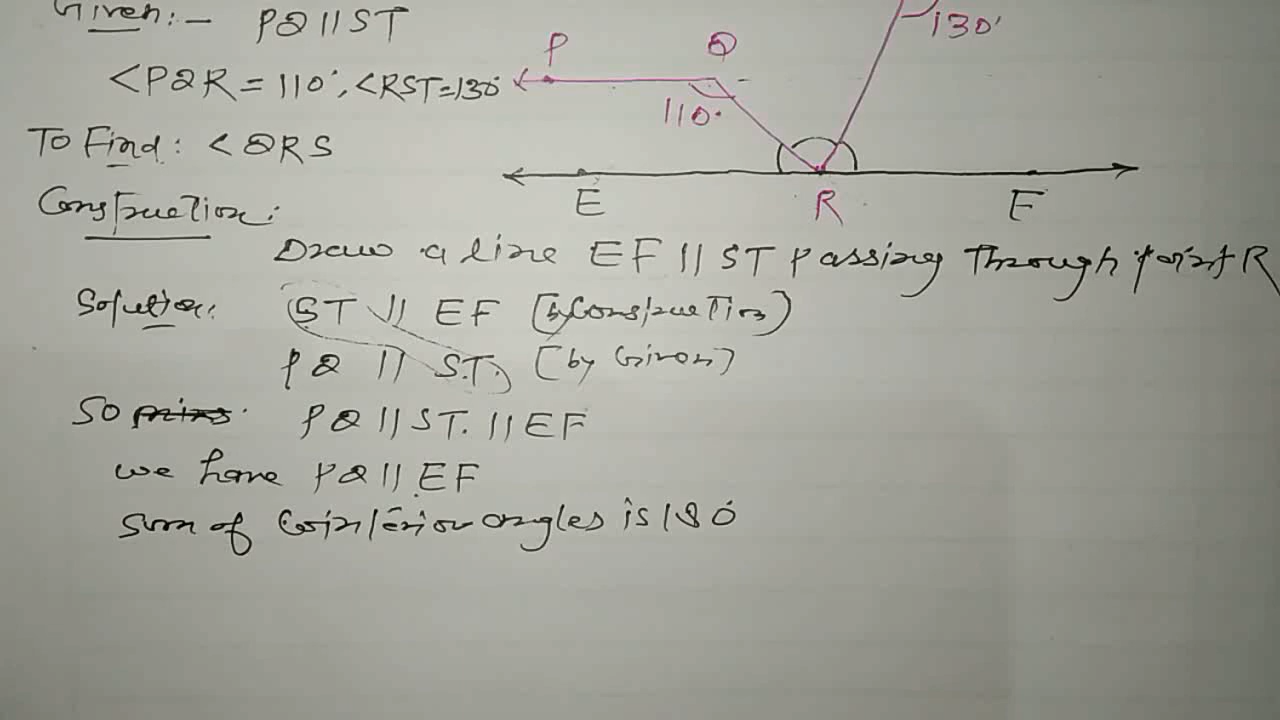 Given:- PQ || ST
<PQR = 110°, <RST=130°
To Find: <QRS
P
Q
110°
130°
E
R
F
Construction:
Draw a line EF || ST passing Through point R
Solution: ST || EF (by Construction)
PQ || S.T. (by Given)
So PQ || ST. || EF
we have PQ || EF
sum of Cointerior angles is 180